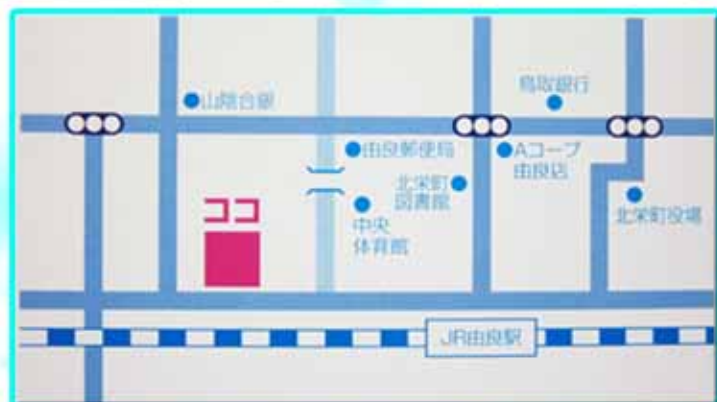 鳥取銀行
山陰合銀
由良郵便局
Aコープ
由良店
北栄町
図書館
ココ
中央
体育館
北栄町役場
JR由良駅